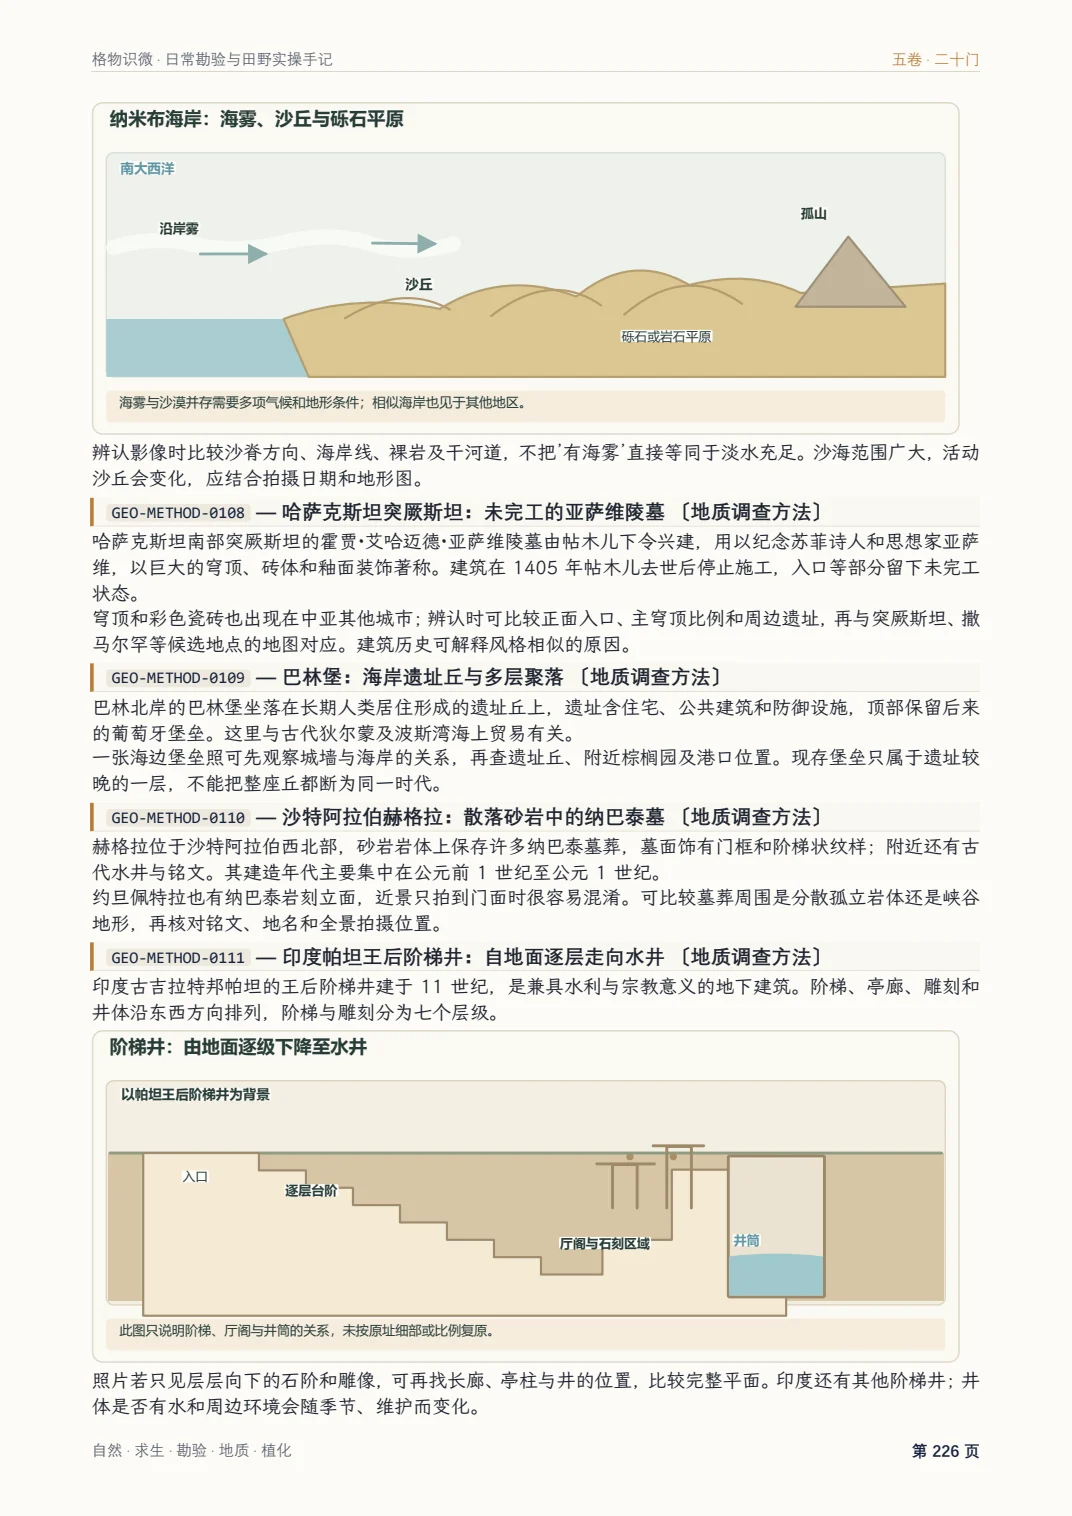 格物识微 · 日常勘验与田野实操手记
五卷 · 二十门
纳米布海岸：海雾、沙丘与砾石平原
南大西洋
沿岸雾
孤山
沙丘
砾石或岩石平原
海雾与沙漠并存需要多项气候和地形条件；相似海岸也见于其他地区。
辨认影像时比较沙脊方向、海岸线、裸岩及干河道，不把'有海雾'直接等同于淡水充足。沙海范围广大，活动
沙丘会变化，应结合拍摄日期和地形图。
GEO-METHOD-0108 — 哈萨克斯坦突厥斯坦：未完工的亚萨维陵墓 〔地质调查方法〕
哈萨克斯坦南部突厥斯坦的霍贾·艾哈迈德·亚萨维陵墓由帖木儿下令兴建，用以纪念苏菲诗人和思想家亚萨
维，以巨大的穹顶、砖体和釉面装饰著称。建筑在 1405 年帖木儿去世后停止施工，入口等部分留下未完工
状态。
穹顶和彩色瓷砖也出现在中亚其他城市；辨认时可比较正面入口、主穹顶比例和周边遗址，再与突厥斯坦、撒
马尔罕等候选地点的地图对应。建筑历史可解释风格相似的原因。
GEO-METHOD-0109 — 巴林堡：海岸遗址丘与多层聚落 〔地质调查方法〕
巴林北岸的巴林堡坐落在长期人类居住形成的遗址丘上，遗址含住宅、公共建筑和防御设施，顶部保留后来
的葡萄牙堡垒。这里与古代狄尔蒙及波斯湾海上贸易有关。
一张海边堡垒照可先观察城墙与海岸的关系，再查遗址丘、附近棕榈园及港口位置。现存堡垒只属于遗址较
晚的一层，不能把整座丘都断为同一时代。
GEO-METHOD-0110 — 沙特阿拉伯赫格拉：散落砂岩中的纳巴泰墓 〔地质调查方法〕
赫格拉位于沙特阿拉伯西北部，砂岩岩体上保存许多纳巴泰墓葬，墓面饰有门框和阶梯状纹样；附近还有古
代水井与铭文。其建造年代主要集中在公元前 1 世纪至公元 1 世纪。
约旦佩特拉也有纳巴泰岩刻立面，近景只拍到门面时很容易混淆。可比较墓葬周围是分散孤立岩体还是峡谷
地形，再核对铭文、地名和全景拍摄位置。
GEO-METHOD-0111 — 印度帕坦王后阶梯井：自地面逐层走向水井 〔地质调查方法〕
印度古吉拉特邦帕坦的王后阶梯井建于 11 世纪，是兼具水利与宗教意义的地下建筑。阶梯、亭廊、雕刻和
井体沿东西方向排列，阶梯与雕刻分为七个层级。
阶梯井：由地面逐级下降至水井
以帕坦王后阶梯井为背景
入口
逐层台阶
厅阁与石刻区域
井筒
此图只说明阶梯、厅阁与井筒的关系，未按原址细部或比例复原。
照片若只见层层向下的石阶和雕像，可再找长廊、亭柱与井的位置，比较完整平面。印度还有其他阶梯井；井
体是否有水和周边环境会随季节、维护而变化。
自然 · 求生 · 勘验 · 地质 · 植化
第 226 页